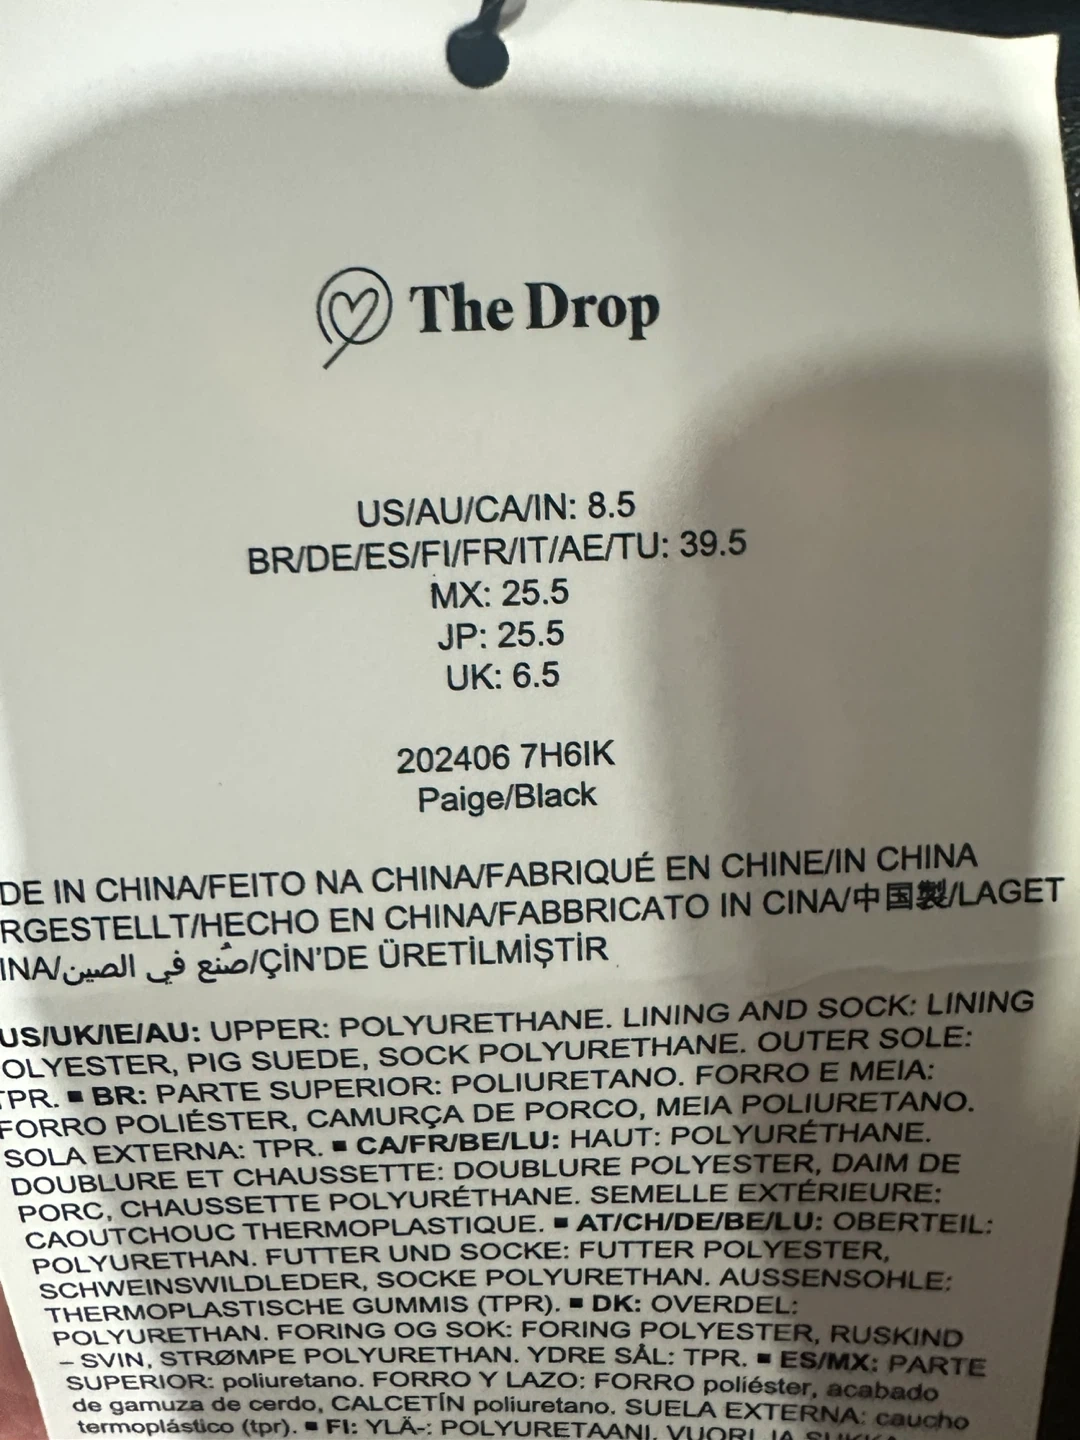 The Drop
US/AU/CA/IN: 8.5
BR/DE/ES/FI/FR/IT/AE/TU: 39.5
MX: 25.5
JP: 25.5
UK: 6.5
202406 7H6IK
Paige/Black
DE IN CHINA/FEITO NA CHINA/FABRIQUÉ EN CHINE/IN CHINA
RGESTELLT/HECHO EN CHINA/FABBRICATO IN CINA/中国製/LAGET
INA/صُنع في الصين/ÇİN'DE ÜRETİLMİŞTİR
US/UK/IE/AU: UPPER: POLYURETHANE. LINING AND SOCK: LINING
OLYESTER, PIG SUEDE, SOCK POLYURETHANE. OUTER SOLE:
TPR. ▪ BR: PARTE SUPERIOR: POLIURETANO. FORRO E MEIA:
FORRO POLIÉSTER, CAMURÇA DE PORCO, MEIA POLIURETANO.
SOLA EXTERNA: TPR. ▪ CA/FR/BE/LU: HAUT: POLYURÉTHANE.
DOUBLURE ET CHAUSSETTE: DOUBLURE POLYESTER, DAIM DE
PORC, CHAUSSETTE POLYURÉTHANE. SEMELLE EXTÉRIEURE:
CAOUTCHOUC THERMOPLASTIQUE. ▪ AT/CH/DE/BE/LU: OBERTEIL:
POLYURETHAN. FUTTER UND SOCKE: FUTTER POLYESTER,
SCHWEINSWILDLEDER, SOCKE POLYURETHAN. AUSSENSOHLE:
THERMOPLASTISCHE GUMMIS (TPR). ▪ DK: OVERDEL:
POLYURETHAN. FORING OG SOK: FORING POLYESTER, RUSKIND
– SVIN, STRØMPE POLYURETHAN. YDRE SÅL: TPR. ▪ ES/MX: PARTE
SUPERIOR: poliuretano. FORRO Y LAZO: FORRO poliéster, acabado
de gamuza de cerdo, CALCETÍN poliuretano. SUELA EXTERNA: caucho
termoplástico (tpr). ▪ FI: YLÄ-: POLYURETAANI. VUORI JA